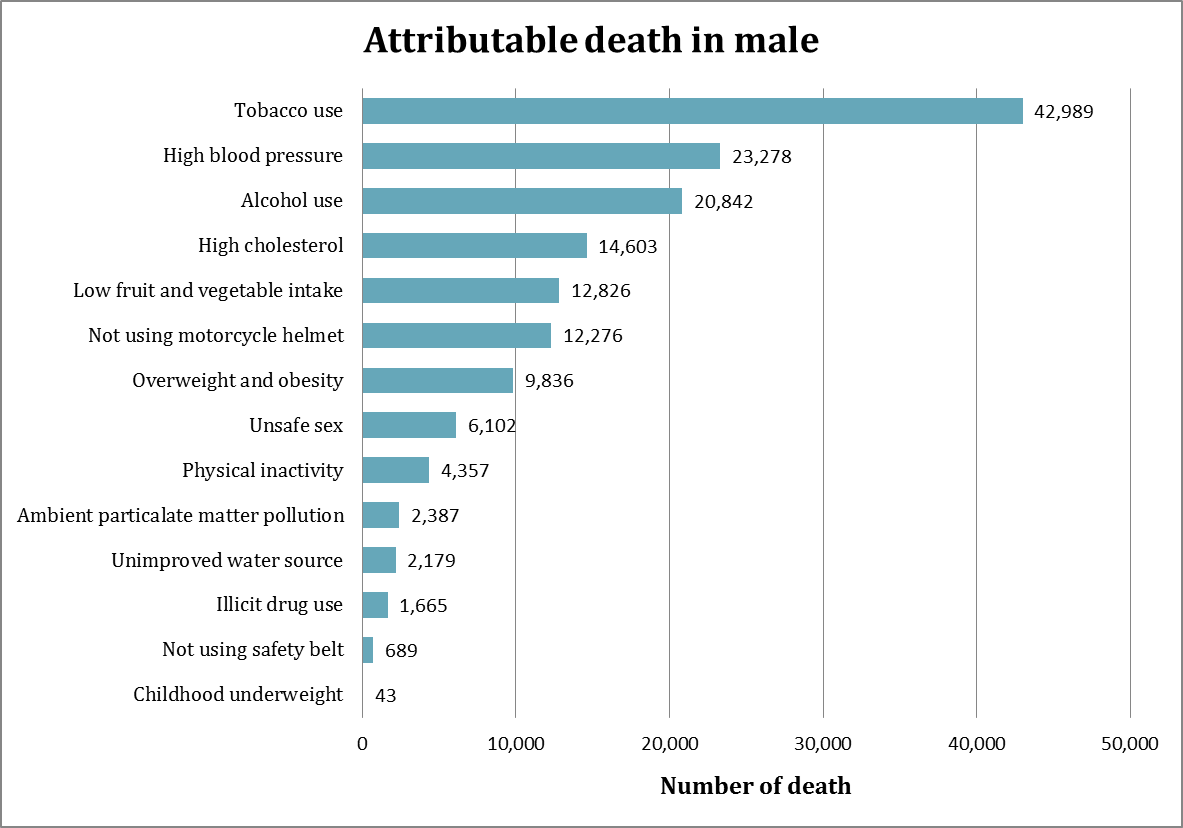 Attributable death in male
Tobacco use 42,989
High blood pressure 23,278
Alcohol use 20,842
High cholesterol 14,603
Low fruit and vegetable intake 12,826
Not using motorcycle helmet 12,276
Overweight and obesity 9,836
Unsafe sex 6,102
Physical inactivity 4,357
Ambient particalate matter pollution 2,387
Unimproved water source 2,179
Illicit drug use 1,665
Not using safety belt 689
Childhood underweight 43
0 10,000 20,000 30,000 40,000 50,000
Number of death